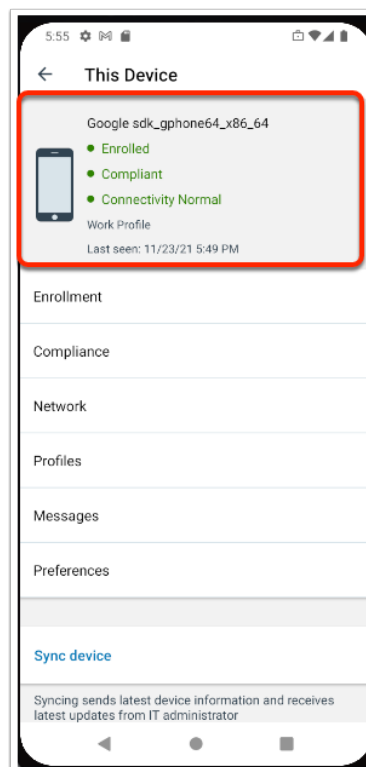 5:55
This Device
Google sdk_gphone64_x86_64
Enrolled
Compliant
Connectivity Normal
Work Profile
Last seen: 11/23/21 5:49 PM
Enrollment
Compliance
Network
Profiles
Messages
Preferences
Sync device
Syncing sends latest device information and receives
latest updates from IT administrator